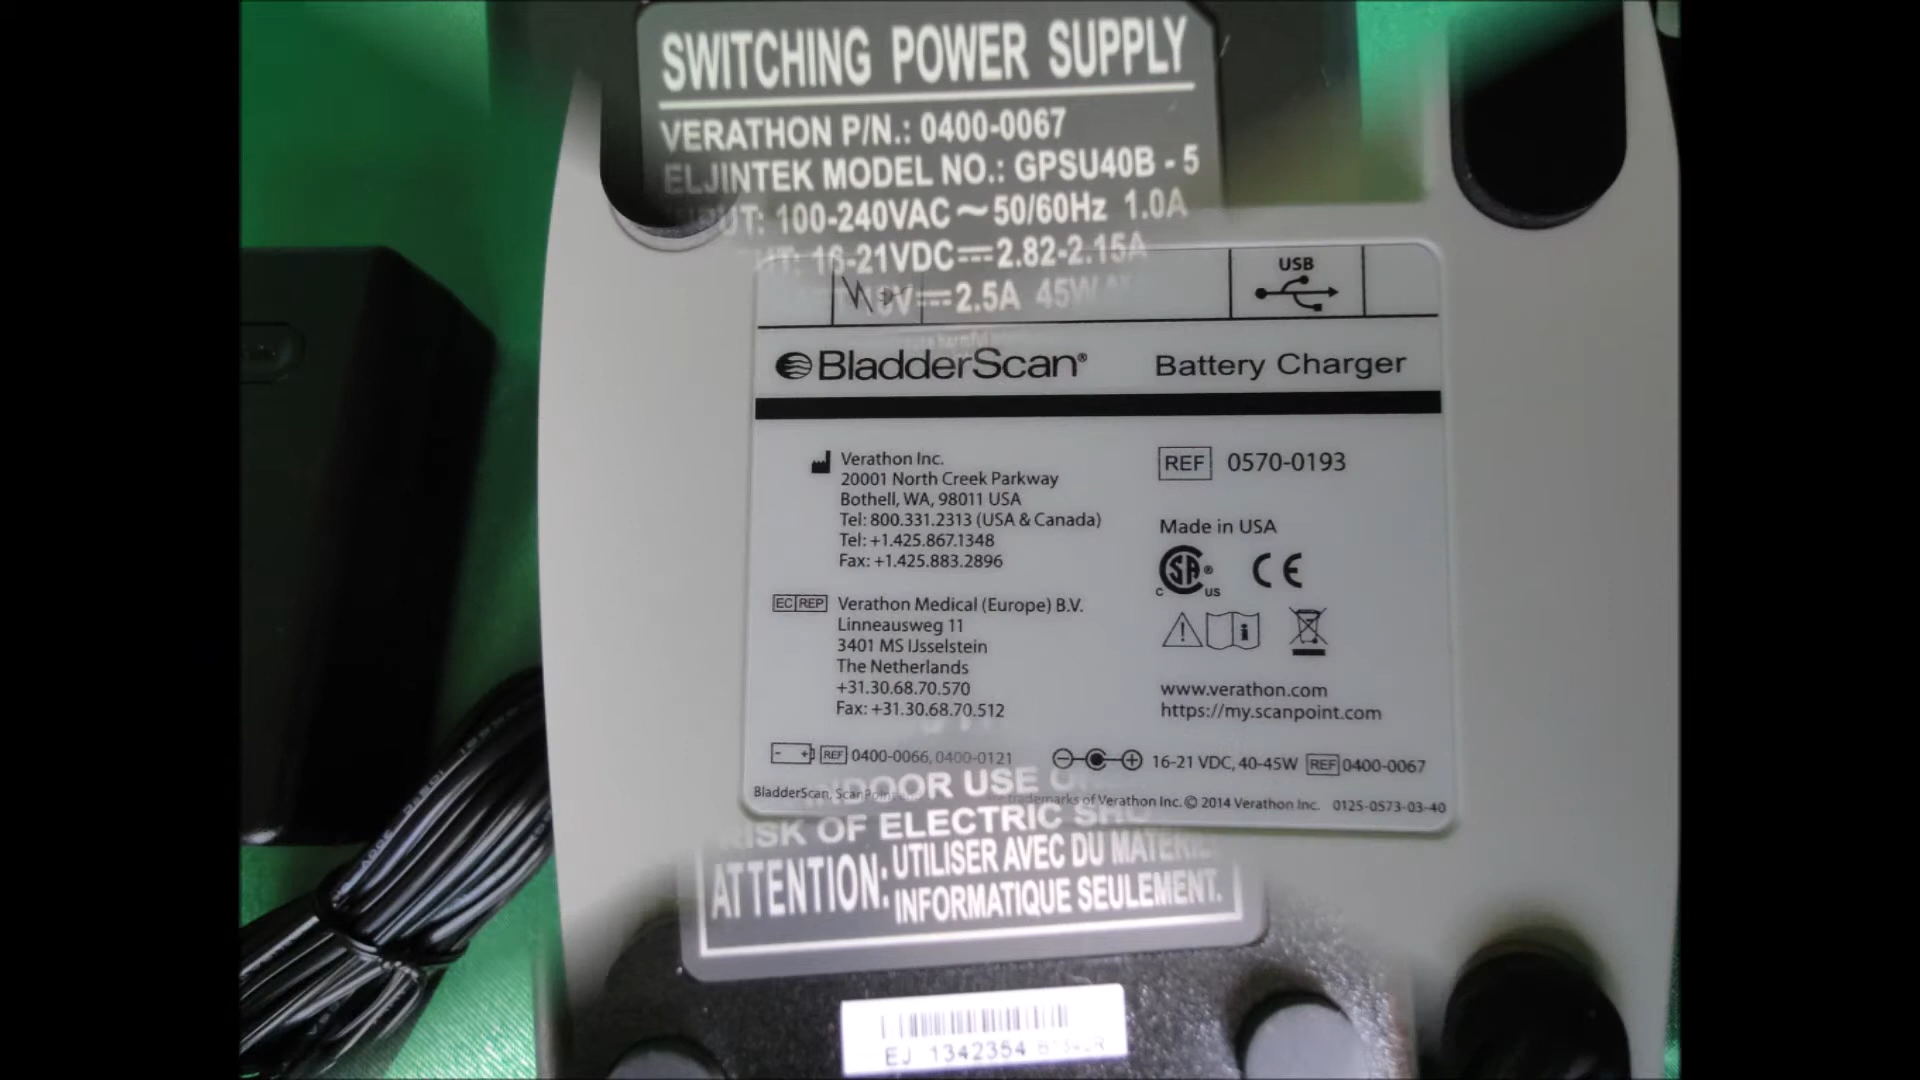 SWITCHING POWER SUPPLY
VERATHON P/N.: 0400-0067
ELJINTEK MODEL NO.: GPSU40B - 5
100-240VAC ~ 50/60Hz 1.0A
16-21VDC⎓2.82-2.15A
2.5A 45W
USB
BladderScan® Battery Charger
Verathon Inc.
20001 North Creek Parkway
Bothell, WA, 98011 USA
Tel: 800.331.2313 (USA & Canada)
Tel: +1.425.867.1348
Fax: +1.425.883.2896
EC REP Verathon Medical (Europe) B.V.
Linneausweg 11
3401 MS IJsselstein
The Netherlands
+31.30.68.70.570
Fax: +31.30.68.70.512
REF 0570-0193
Made in USA
C SA® US CE
www.verathon.com
https://my.scanpoint.com
- + REF 0400-0066, 0400-0121
16-21 VDC, 40-45W REF 0400-0067
BladderScan, trademarks of Verathon Inc. © 2014 Verathon Inc. 0125-0573-03-40
INDOOR USE
RISK OF ELECTRIC
ATTENTION: UTILISER AVEC DU
INFORMATIQUE SEULEMENT.
EJ 1342354